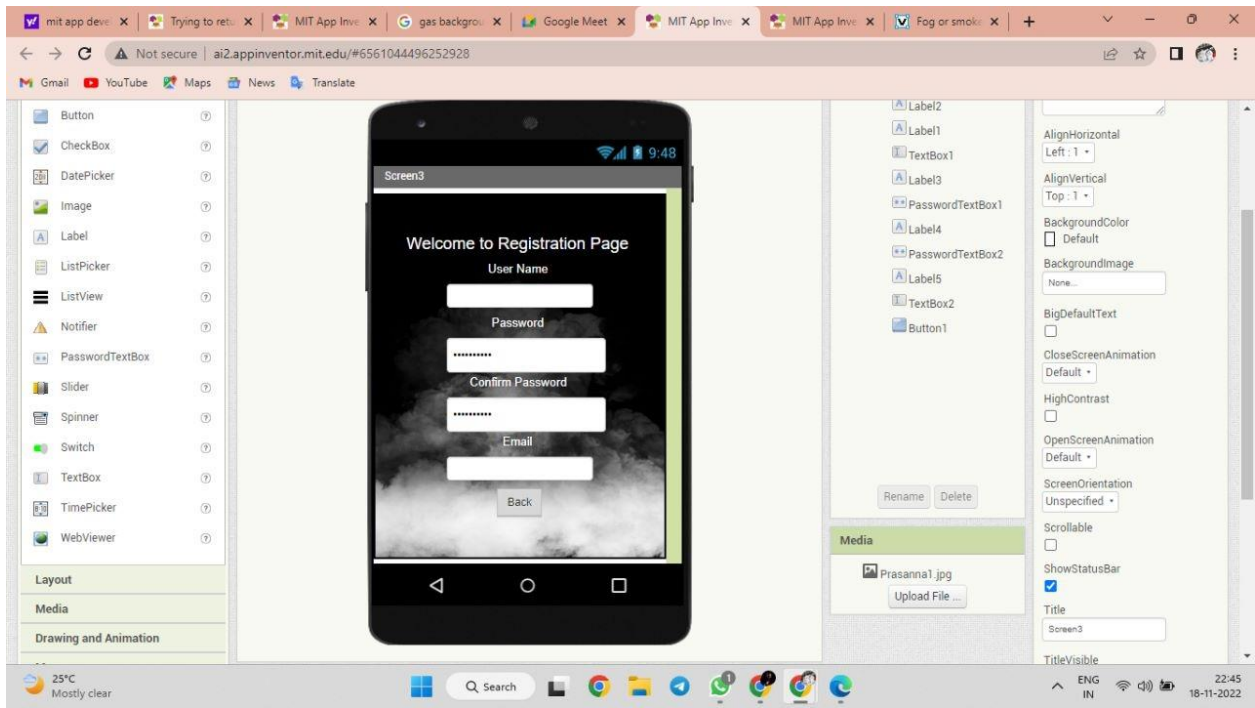 mit app deve
Trying to retu
MIT App Inve
gas backgrou
Google Meet
MIT App Inve
MIT App Inve
Fog or smoke
Not secure | ai2.appinventor.mit.edu/#6561044496252928
Gmail
YouTube
Maps
News
Translate
Button
CheckBox
DatePicker
Image
Label
ListPicker
ListView
Notifier
PasswordTextBox
Slider
Spinner
Switch
TextBox
TimePicker
WebViewer
Layout
Media
Drawing and Animation
9:48
Screen3
Welcome to Registration Page
User Name
Password
••••••••••
Confirm Password
••••••••••
Email
Back
Label2
Label1
TextBox1
Label3
PasswordTextBox1
Label4
PasswordTextBox2
Label5
TextBox2
Button1
Rename
Delete
Media
Prasanna1.jpg
Upload File ...
AlignHorizontal
Left : 1
AlignVertical
Top : 1
BackgroundColor
Default
BackgroundImage
None...
BigDefaultText
CloseScreenAnimation
Default
HighContrast
OpenScreenAnimation
Default
ScreenOrientation
Unspecified
Scrollable
ShowStatusBar
Title
Screen3
TitleVisible
25°C
Mostly clear
Search
1
ENG
IN
22:45
18-11-2022